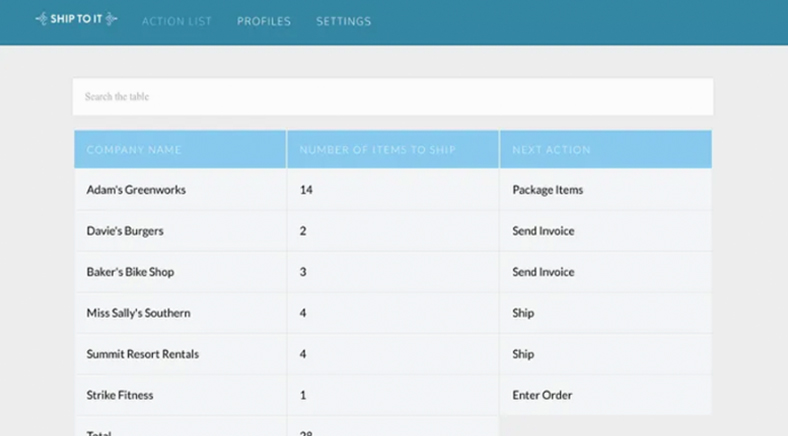 SHIP TO IT ACTION LIST PROFILES SETTINGS
Search the table
COMPANY NAME NUMBER OF ITEMS TO SHIP NEXT ACTION
Adam's Greenworks 14 Package Items
Davie's Burgers 2 Send Invoice
Baker's Bike Shop 3 Send Invoice
Miss Sally's Southern 4 Ship
Summit Resort Rentals 4 Ship
Strike Fitness 1 Enter Order
Total 28